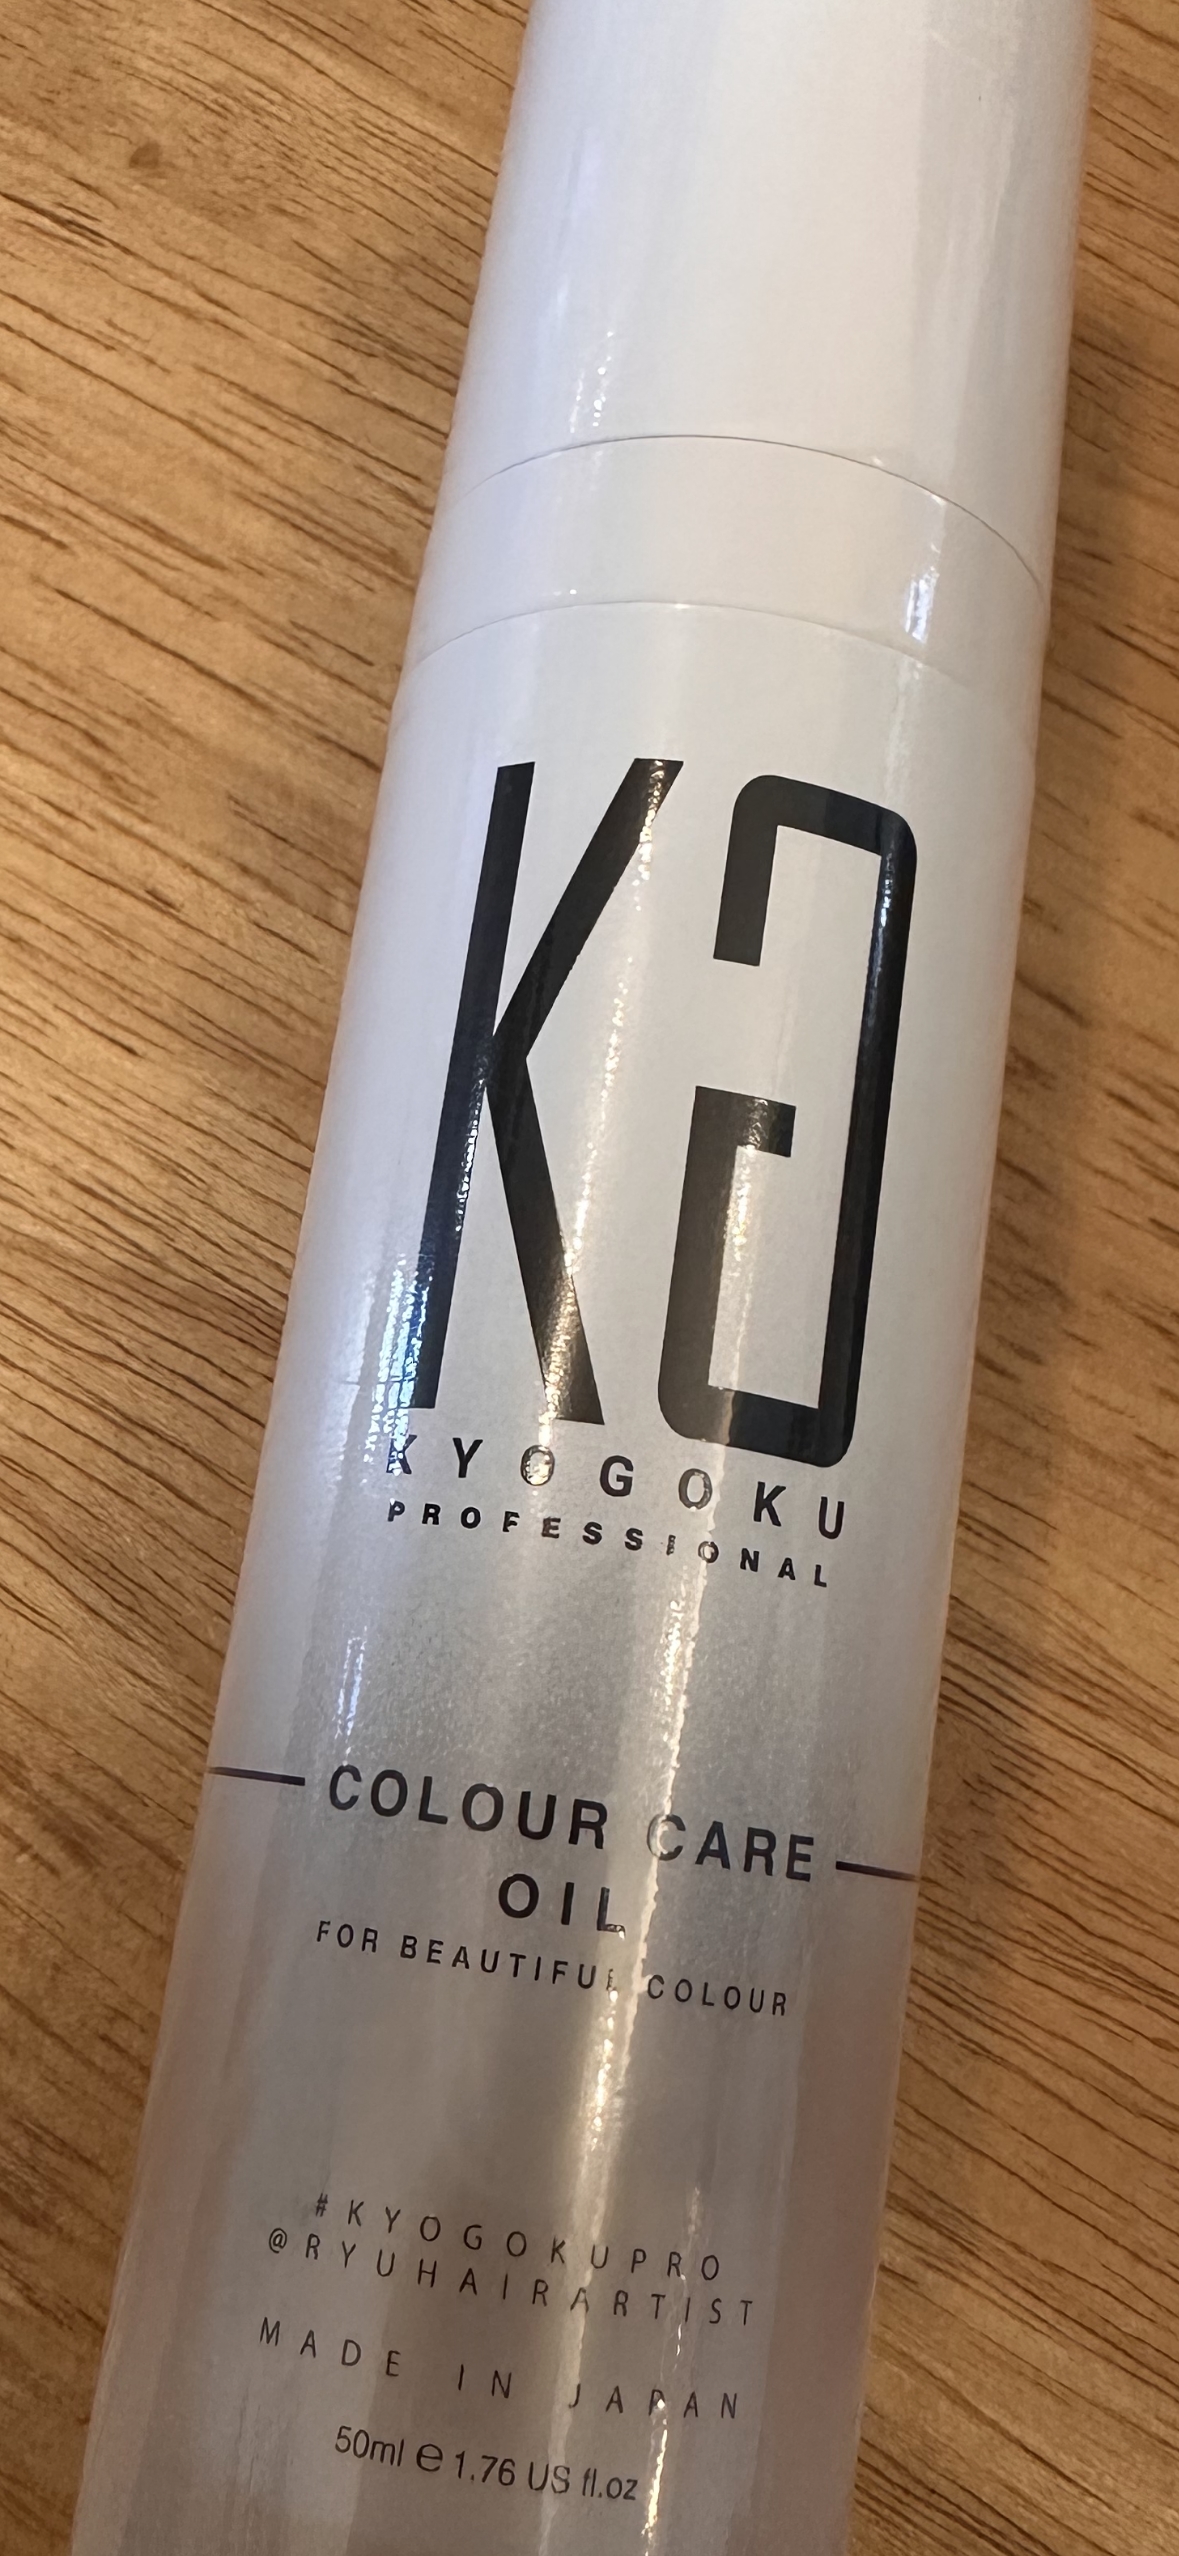 KG
KYOGOKU
PROFESSIONAL
COLOUR CARE
OIL
FOR BEAUTIFUL COLOUR
#KYOGOKUPRO
@RYUHAIRARTIST
MADE IN JAPAN
50ml ℮ 1.76 US fl.oz